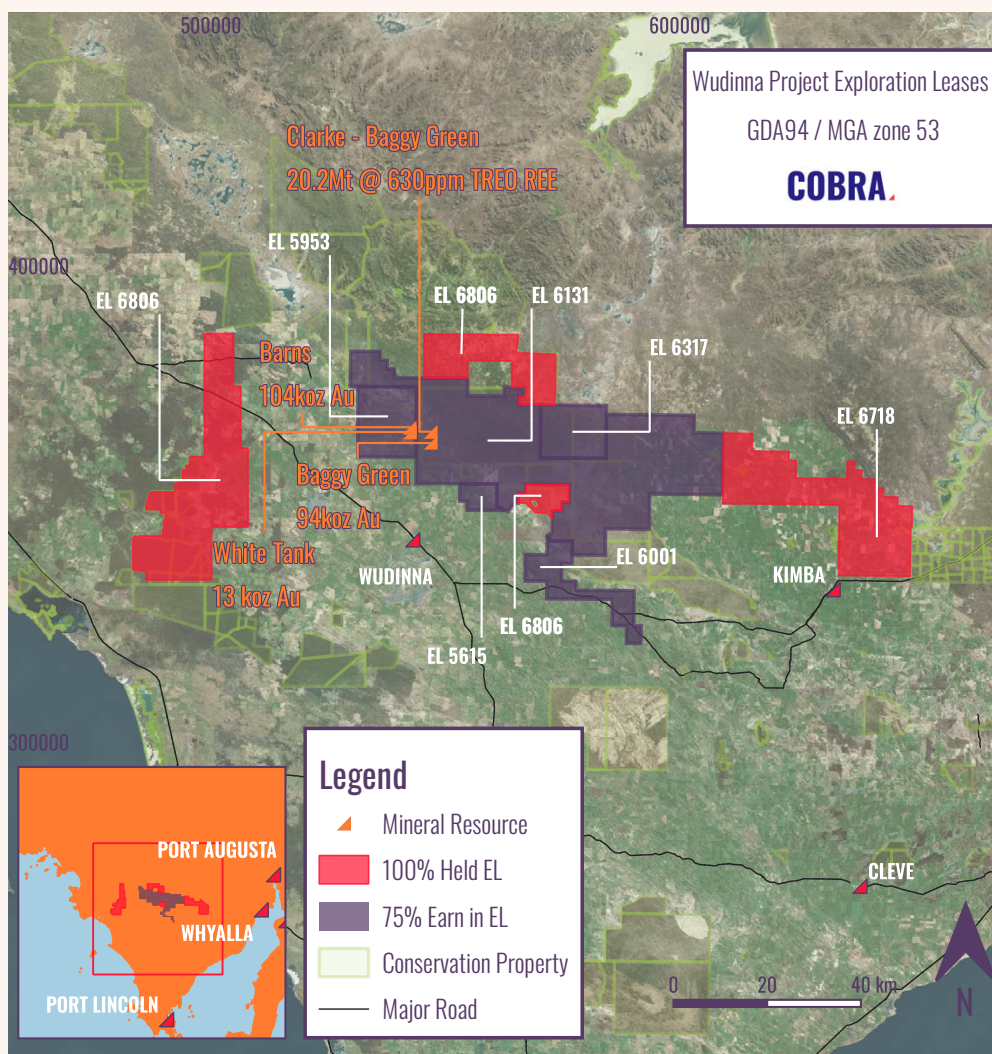 500000
600000
Wudinna Project Exploration Leases
GDA94 / MGA zone 53
COBRA.
Clarke - Baggy Green
20.2Mt @ 630ppm TREO REE
EL 5953
400000
EL 6806
EL 6806
EL 6131
Barns
104koz Au
EL 6317
EL 6718
Baggy Green
94koz Au
White Tank
13 koz Au
WUDINNA
EL 6001
KIMBA
EL 6806
EL 5615
300000
Legend
Mineral Resource
100% Held EL
75% Earn in EL
Conservation Property
Major Road
PORT AUGUSTA
WHYALLA
PORT LINCOLN
CLEVE
0 20 40 km
N